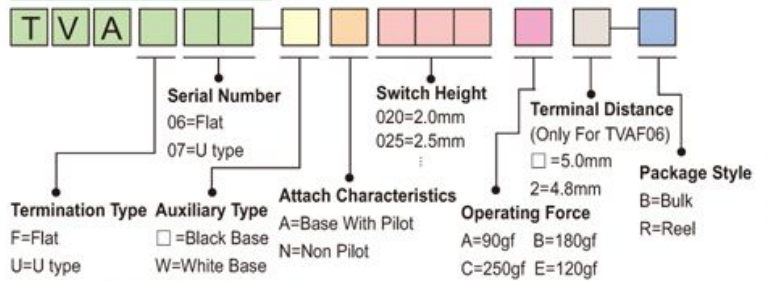 TVA
Serial Number
06=Flat
07=U type
Switch Height
020=2.0mm
025=2.5mm
⋮
Terminal Distance
(Only For TVAF06)
□=5.0mm
2=4.8mm
Package Style
B=Bulk
R=Reel
Termination Type
F=Flat
U=U type
Auxiliary Type
□=Black Base
W=White Base
Attach Characteristics
A=Base With Pilot
N=Non Pilot
Operating Force
A=90gf B=180gf
C=250gf E=120gf